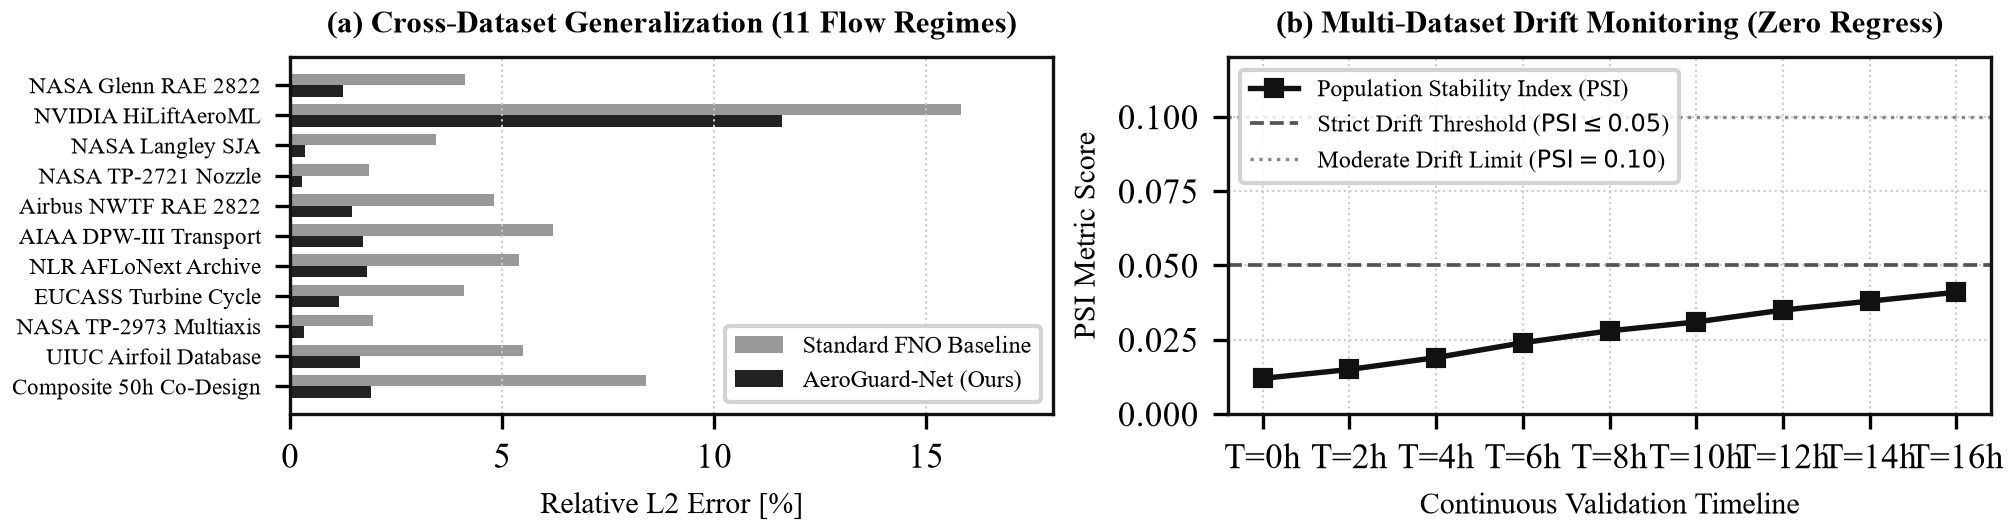 (a) Cross-Dataset Generalization (11 Flow Regimes)
NASA Glenn RAE 2822
NVIDIA HiLiftAeroML
NASA Langley SJA
NASA TP-2721 Nozzle
Airbus NWTF RAE 2822
AIAA DPW-III Transport
NLR AFLoNext Archive
EUCASS Turbine Cycle
NASA TP-2973 Multiaxis
UIUC Airfoil Database
Composite 50h Co-Design
Standard FNO Baseline
AeroGuard-Net (Ours)
0 5 10 15
Relative L2 Error [%]
(b) Multi-Dataset Drift Monitoring (Zero Regress)
Population Stability Index (PSI)
Strict Drift Threshold (PSI ≤ 0.05)
Moderate Drift Limit (PSI = 0.10)
PSI Metric Score
0.100
0.075
0.050
0.025
0.000
T=0h T=2h T=4h T=6h T=8h T=10h T=12h T=14h T=16h
Continuous Validation Timeline